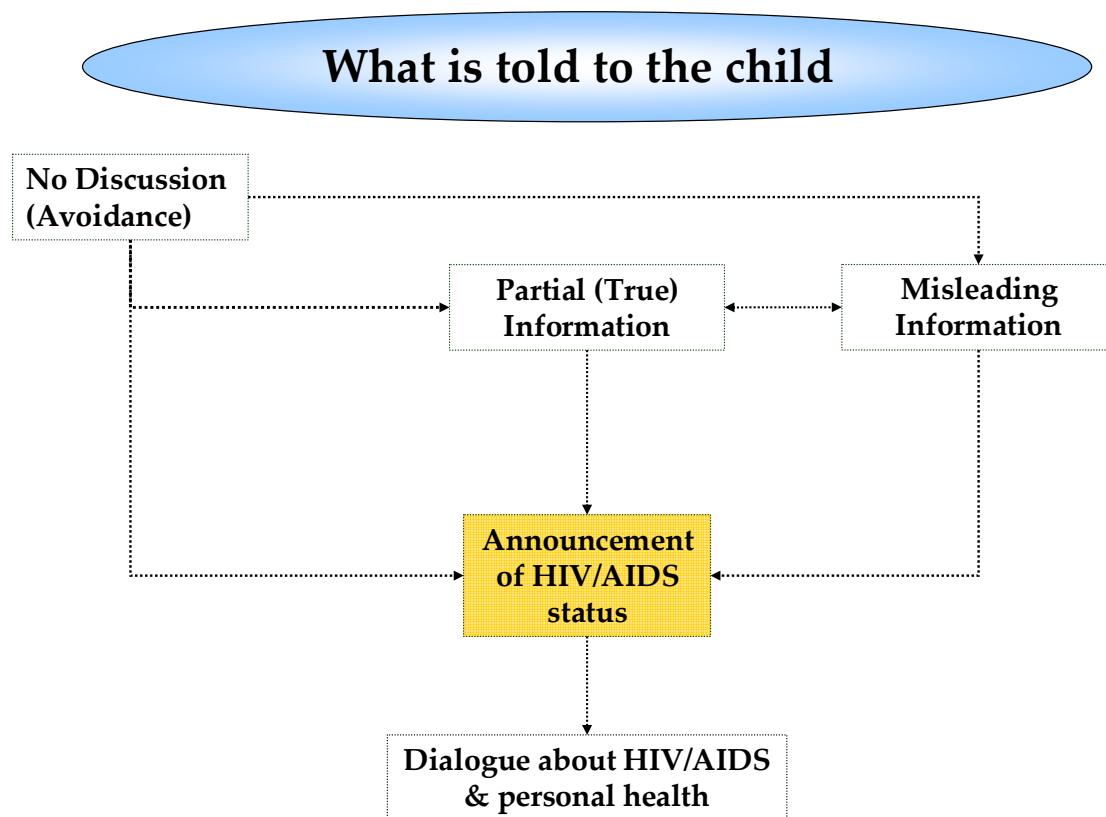 What is told to the child
No Discussion
(Avoidance)
Partial (True)
Information
Misleading
Information
Announcement
of HIV/AIDS
status
Dialogue about HIV/AIDS
& personal health